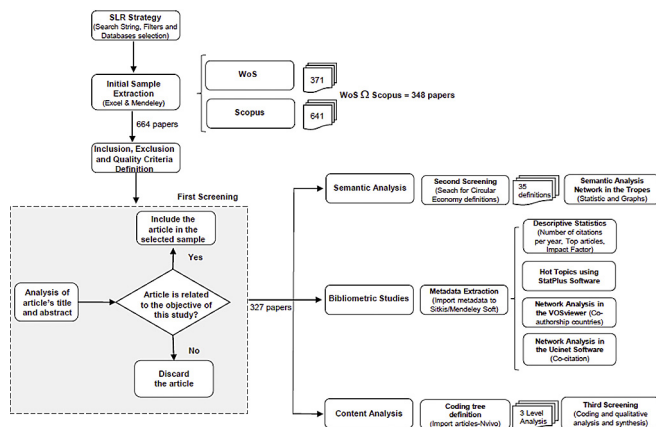 SLR Strategy
(Search String, Filters and
Databases selection)
Initial Sample
Extraction
(Excel & Mendeley)
WoS
371
Scopus
641
WoS Ω Scopus = 348 papers
664 papers
Inclusion, Exclusion
and Quality Criteria
Definition
First Screening
Include the
article in the
selected sample
Yes
Analysis of
article's title
and abstract
Article is related
to the objective of
this study?
No
Discard
the article
327 papers
Semantic Analysis
Second Screening
(Seach for Circular
Economy definitions)
35
definitions
Semantic Analysis
Network in the Tropes
(Statistic and Graphs)
Bibliometric Studies
Metadata Extraction
(Import metadata to
Sitkis/Mendeley Soft)
Descriptive Statistics
(Number of citations
per year, Top articles,
Impact Factor)
Hot Topics using
StatPlus Software
Network Analysis in
the VOSviewer (Co-
authorship countries)
Network Analysis in
the Ucinet Software
(Co-citation)
Content Analysis
Coding tree
definition
(Import articles-Nvivo)
3 Level
Analysis
Third Screening
(Coding and qualitative
analysis and synthesis)